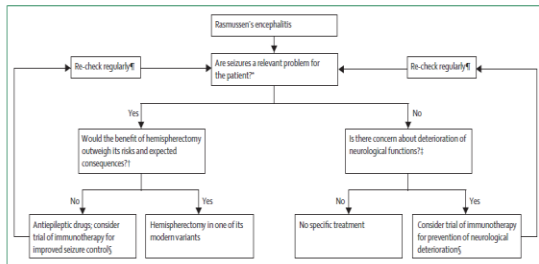 Rasmussen's encephalitis
Re-check regularly¶
Are seizures a relevant problem for
the patient?*
Re-check regularly¶
Yes
No
Would the benefit of hemispherectomy
outweigh its risks and expected
consequences?†
Is there concern about deterioration of
neurological functions?‡
No
Yes
No
Yes
Antiepileptic drugs; consider
trial of immunotherapy for
improved seizure control§
Hemispherectomy in one of its
modern variants
No specific treatment
Consider trial of immunotherapy
for prevention of neurological
deterioration§